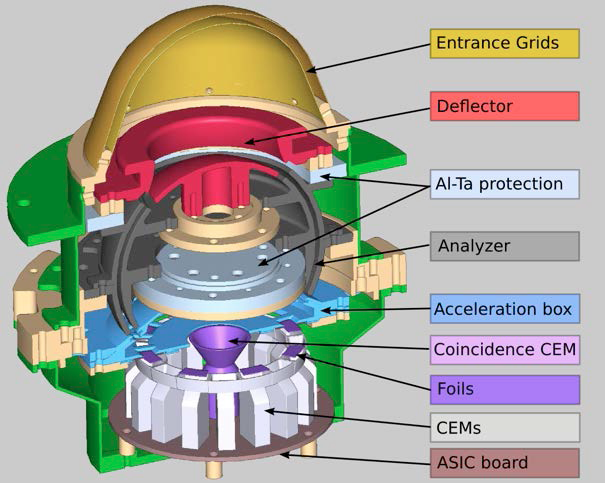 Entrance Grids
Deflector
Al-Ta protection
Analyzer
Acceleration box
Coincidence CEM
Foils
CEMs
ASIC board